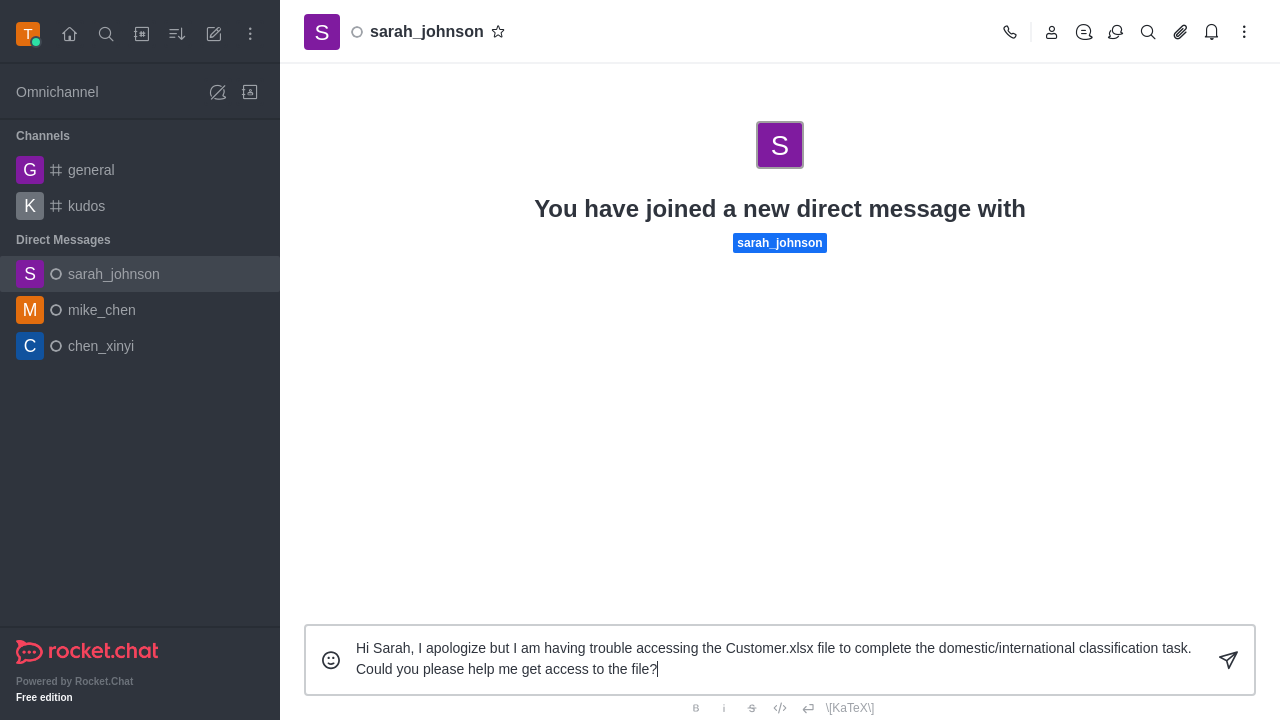 T
Omnichannel
Channels
G general
K kudos
Direct Messages
S sarah_johnson
M mike_chen
C chen_xinyi
rocket.chat
Powered by Rocket.Chat
Free edition
S sarah_johnson
S
You have joined a new direct message with
sarah_johnson
Hi Sarah, I apologize but I am having trouble accessing the Customer.xlsx file to complete the domestic/international classification task.
Could you please help me get access to the file?
B i S \[KaTeX\]